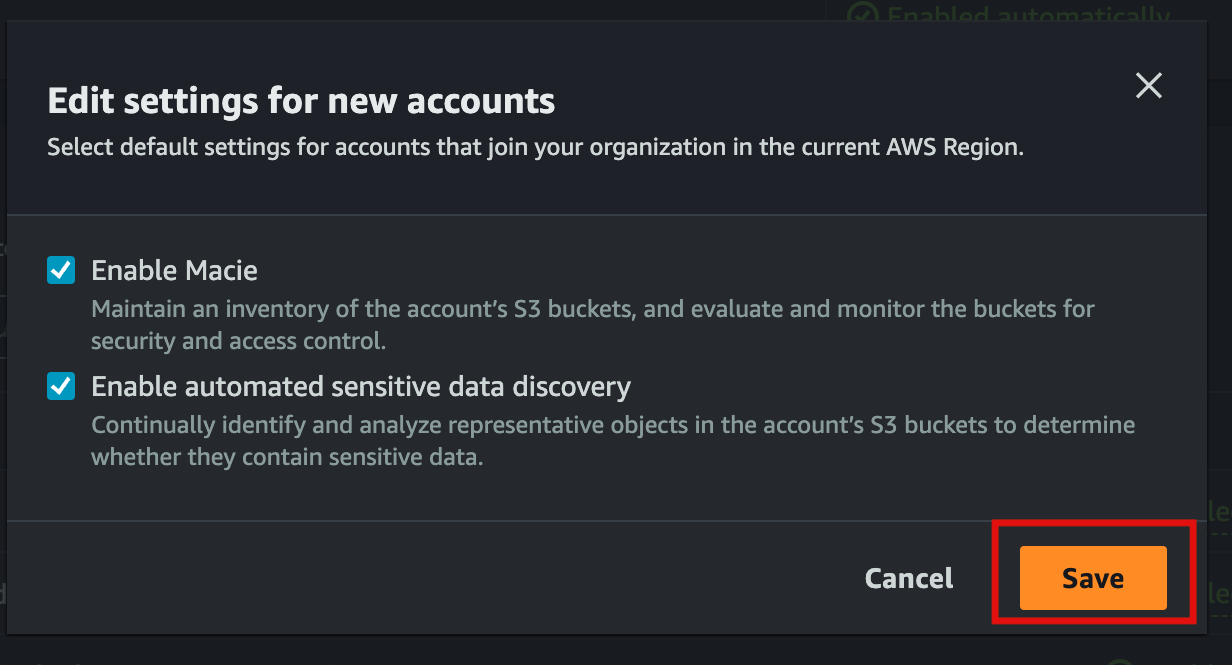 Enabled automatically
Edit settings for new accounts
Select default settings for accounts that join your organization in the current AWS Region.
Enable Macie
Maintain an inventory of the account’s S3 buckets, and evaluate and monitor the buckets for
security and access control.
Enable automated sensitive data discovery
Continually identify and analyze representative objects in the account’s S3 buckets to determine
whether they contain sensitive data.
Cancel
Save